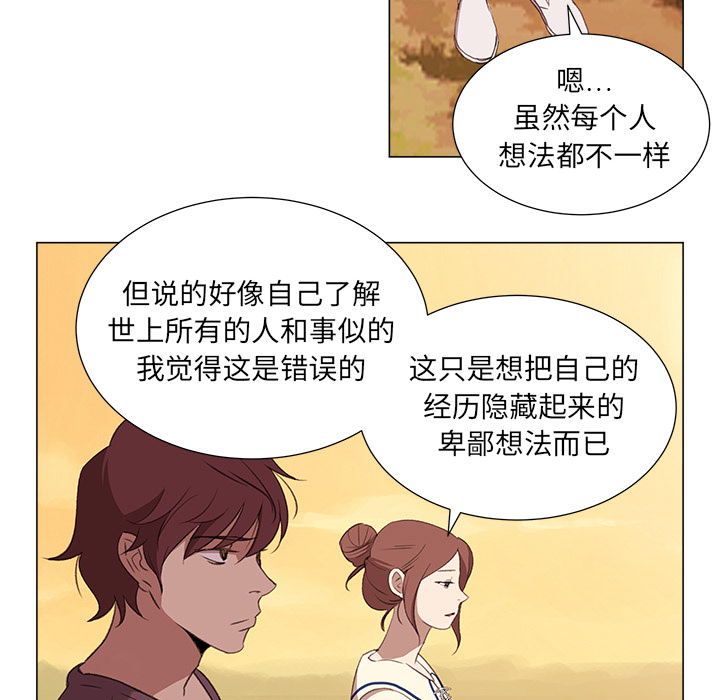 嗯...
虽然每个人
想法都不一样
但说的好像自己了解
世上所有的人和事似的
我觉得这是错误的
这只是想把自己的
经历隐藏起来的
卑鄙想法而已